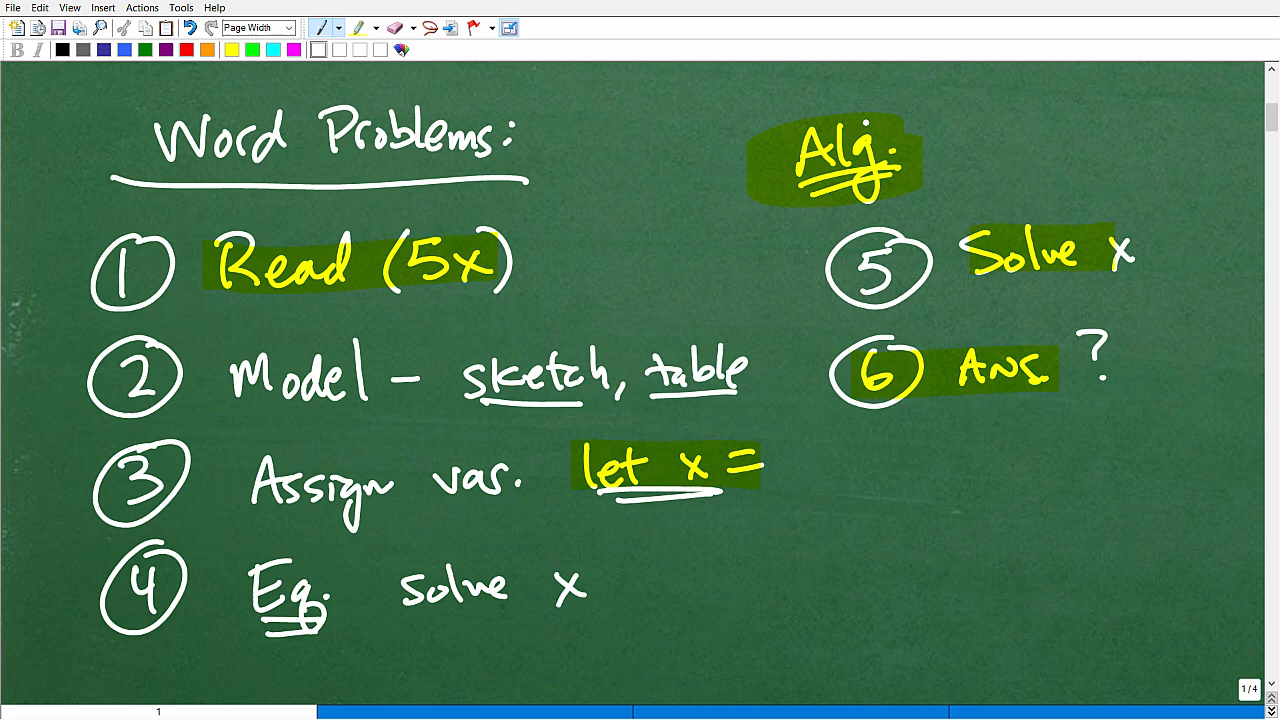 File Edit View Insert Actions Tools Help
Page Width
B I
Word Problems:
Alg.
1 Read (5x)
2 Model - sketch, table
3 Assign var. let x =
4 Eq. solve x
5 Solve x
6 Ans. ?
1/4
1